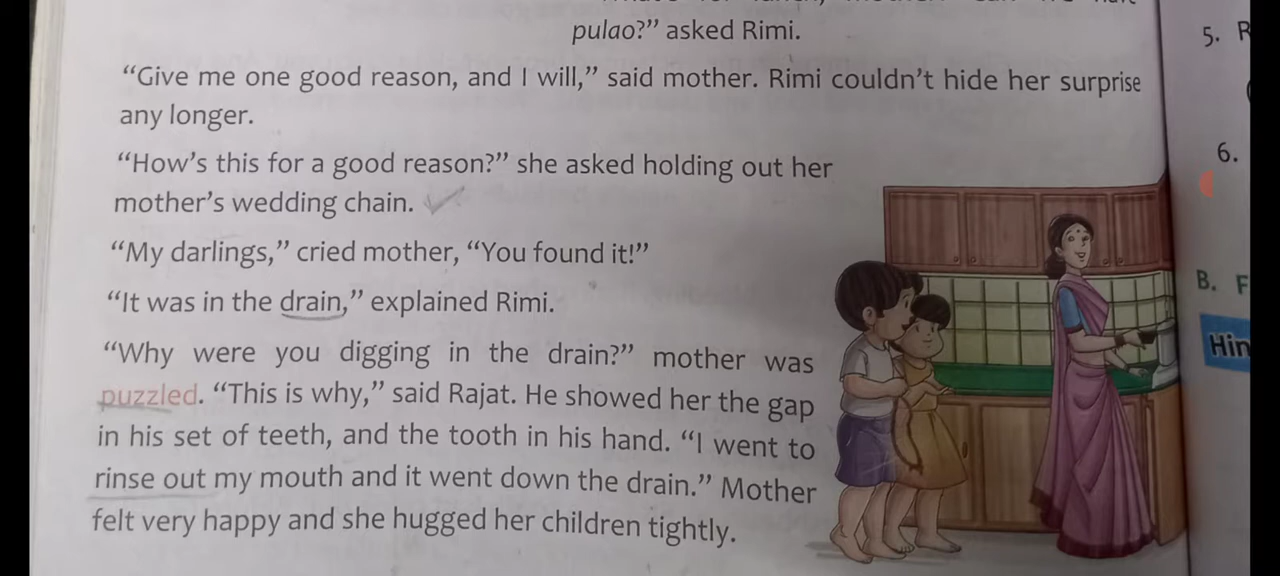 pulao?” asked Rimi.
“Give me one good reason, and I will,” said mother. Rimi couldn’t hide her surprise
any longer.
“How’s this for a good reason?” she asked holding out her
mother’s wedding chain.
“My darlings,” cried mother, “You found it!”
“It was in the drain,” explained Rimi.
“Why were you digging in the drain?” mother was
puzzled. “This is why,” said Rajat. He showed her the gap
in his set of teeth, and the tooth in his hand. “I went to
rinse out my mouth and it went down the drain.” Mother
felt very happy and she hugged her children tightly.
5. R
6.
B. F
Hin